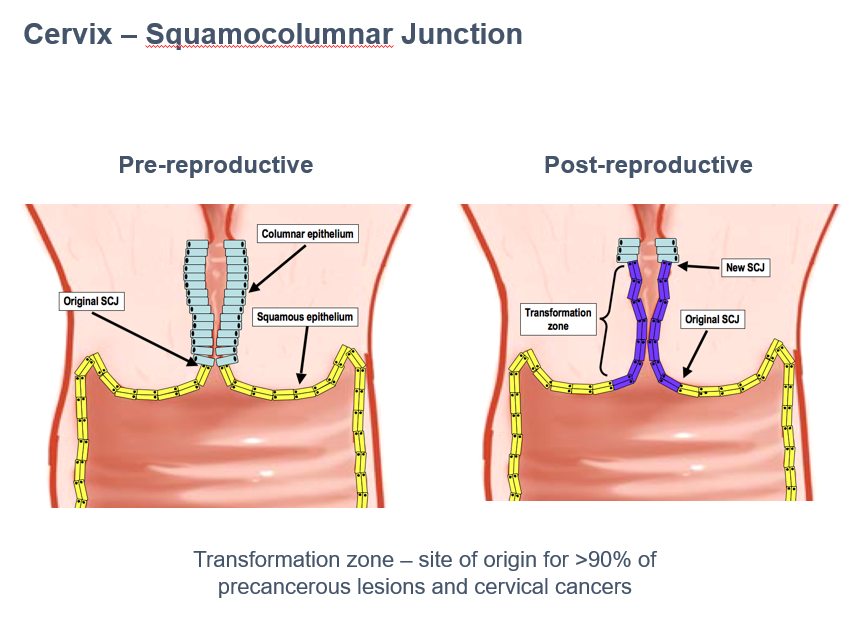 Cervix – Squamocolumnar Junction
Pre-reproductive
Post-reproductive
Columnar epithelium
Original SCJ
Squamous epithelium
New SCJ
Transformation
zone
Original SCJ
Transformation zone – site of origin for >90% of
precancerous lesions and cervical cancers